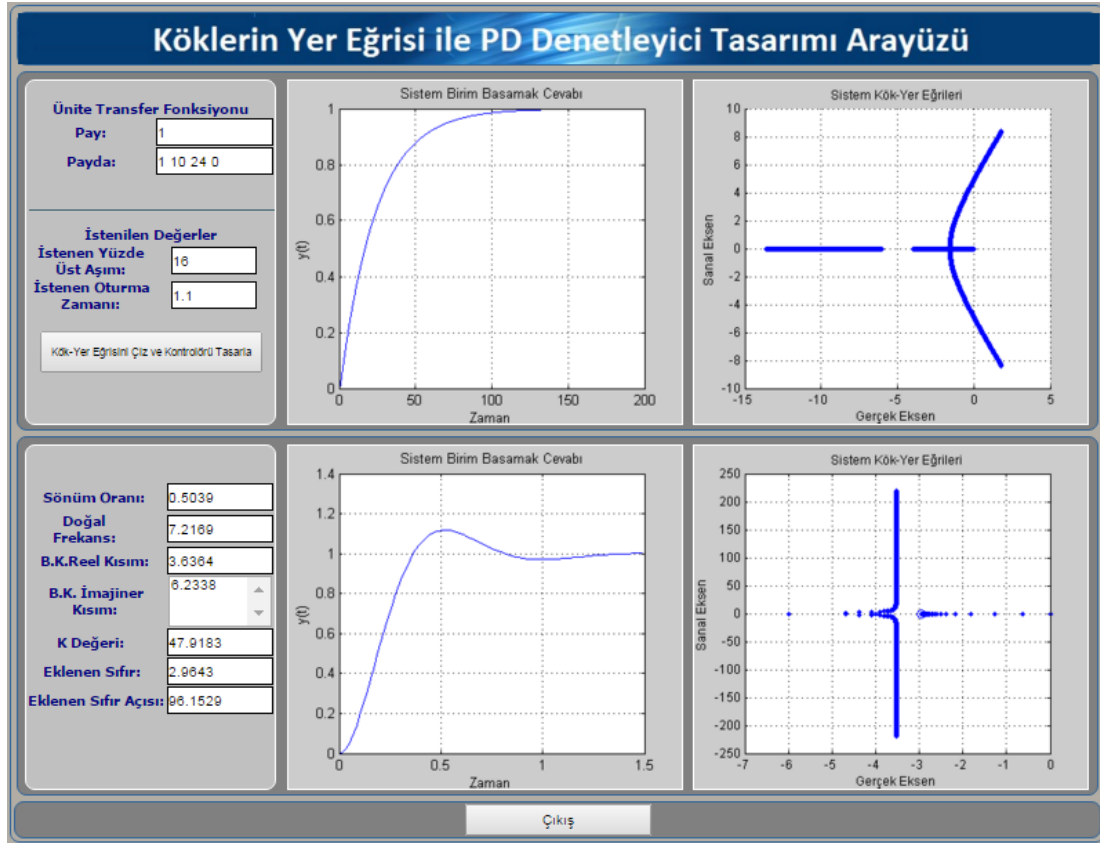 Köklerin Yer Eğrisi ile PD Denetleyici Tasarımı Arayüzü
Ünite Transfer Fonksiyonu
Pay:
1
Payda:
1 10 24 0
İstenilen Değerler
İstenen Yüzde
Üst Aşım:
16
İstenen Oturma
Zamanı:
1.1
Kök-Yer Eğrisini Çiz ve Kontrolörü Tasarla
Sistem Birim Basamak Cevabı
1
0.8
0.6
0.4
0.2
0
y(t)
0 50 100 150 200
Zaman
Sistem Kök-Yer Eğrileri
10
8
6
4
2
0
-2
-4
-6
-8
-10
Sanal Eksen
-15 -10 -5 0 5
Gerçek Eksen
Sönüm Oranı:
0.5039
Doğal
Frekans:
7.2169
B.K.Reel Kısım:
3.6364
B.K. İmajiner
Kısım:
6.2338
K Değeri:
47.9183
Eklenen Sıfır:
2.9643
Eklenen Sıfır Açısı:
96.1529
Sistem Birim Basamak Cevabı
1.4
1.2
1
0.8
0.6
0.4
0.2
0
y(t)
0 0.5 1 1.5
Zaman
Sistem Kök-Yer Eğrileri
250
200
150
100
50
0
-50
-100
-150
-200
-250
Sanal Eksen
-7 -6 -5 -4 -3 -2 -1 0
Gerçek Eksen
Çıkış